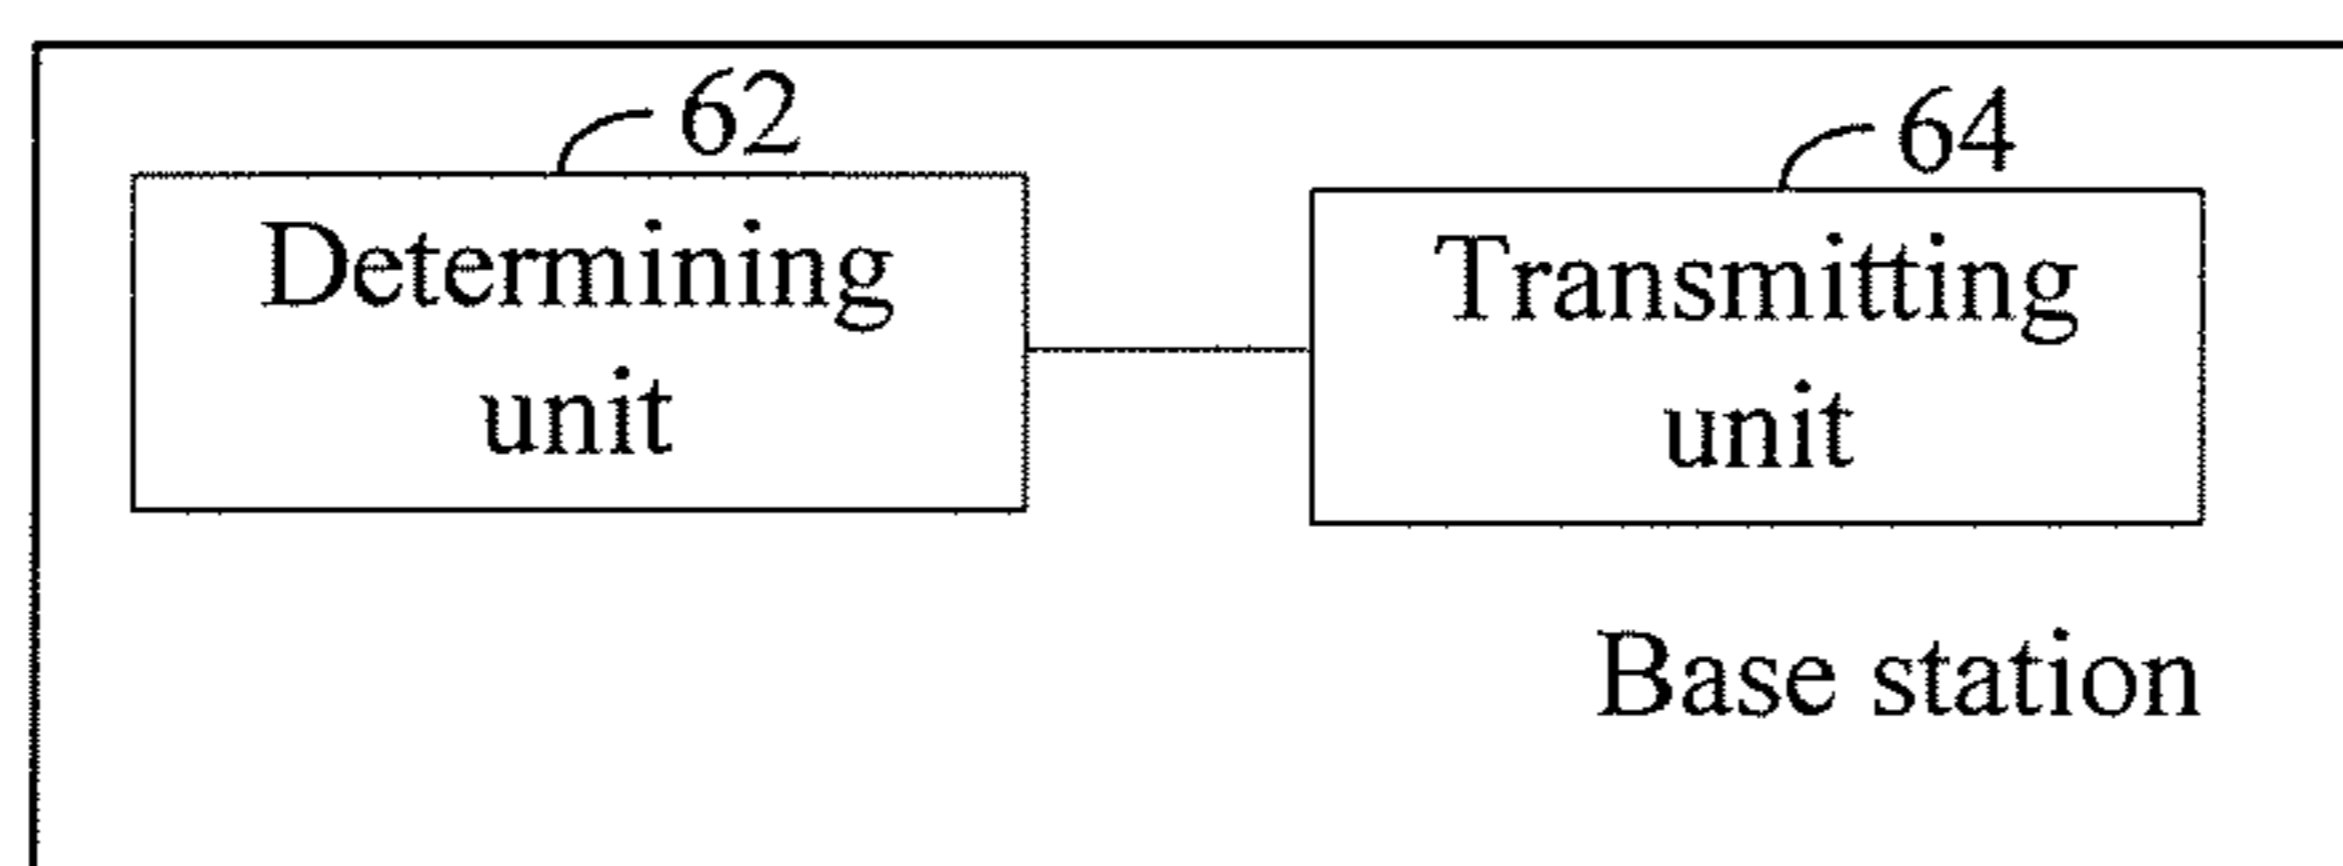 62
64
Determining
unit
Transmitting
unit
Base station